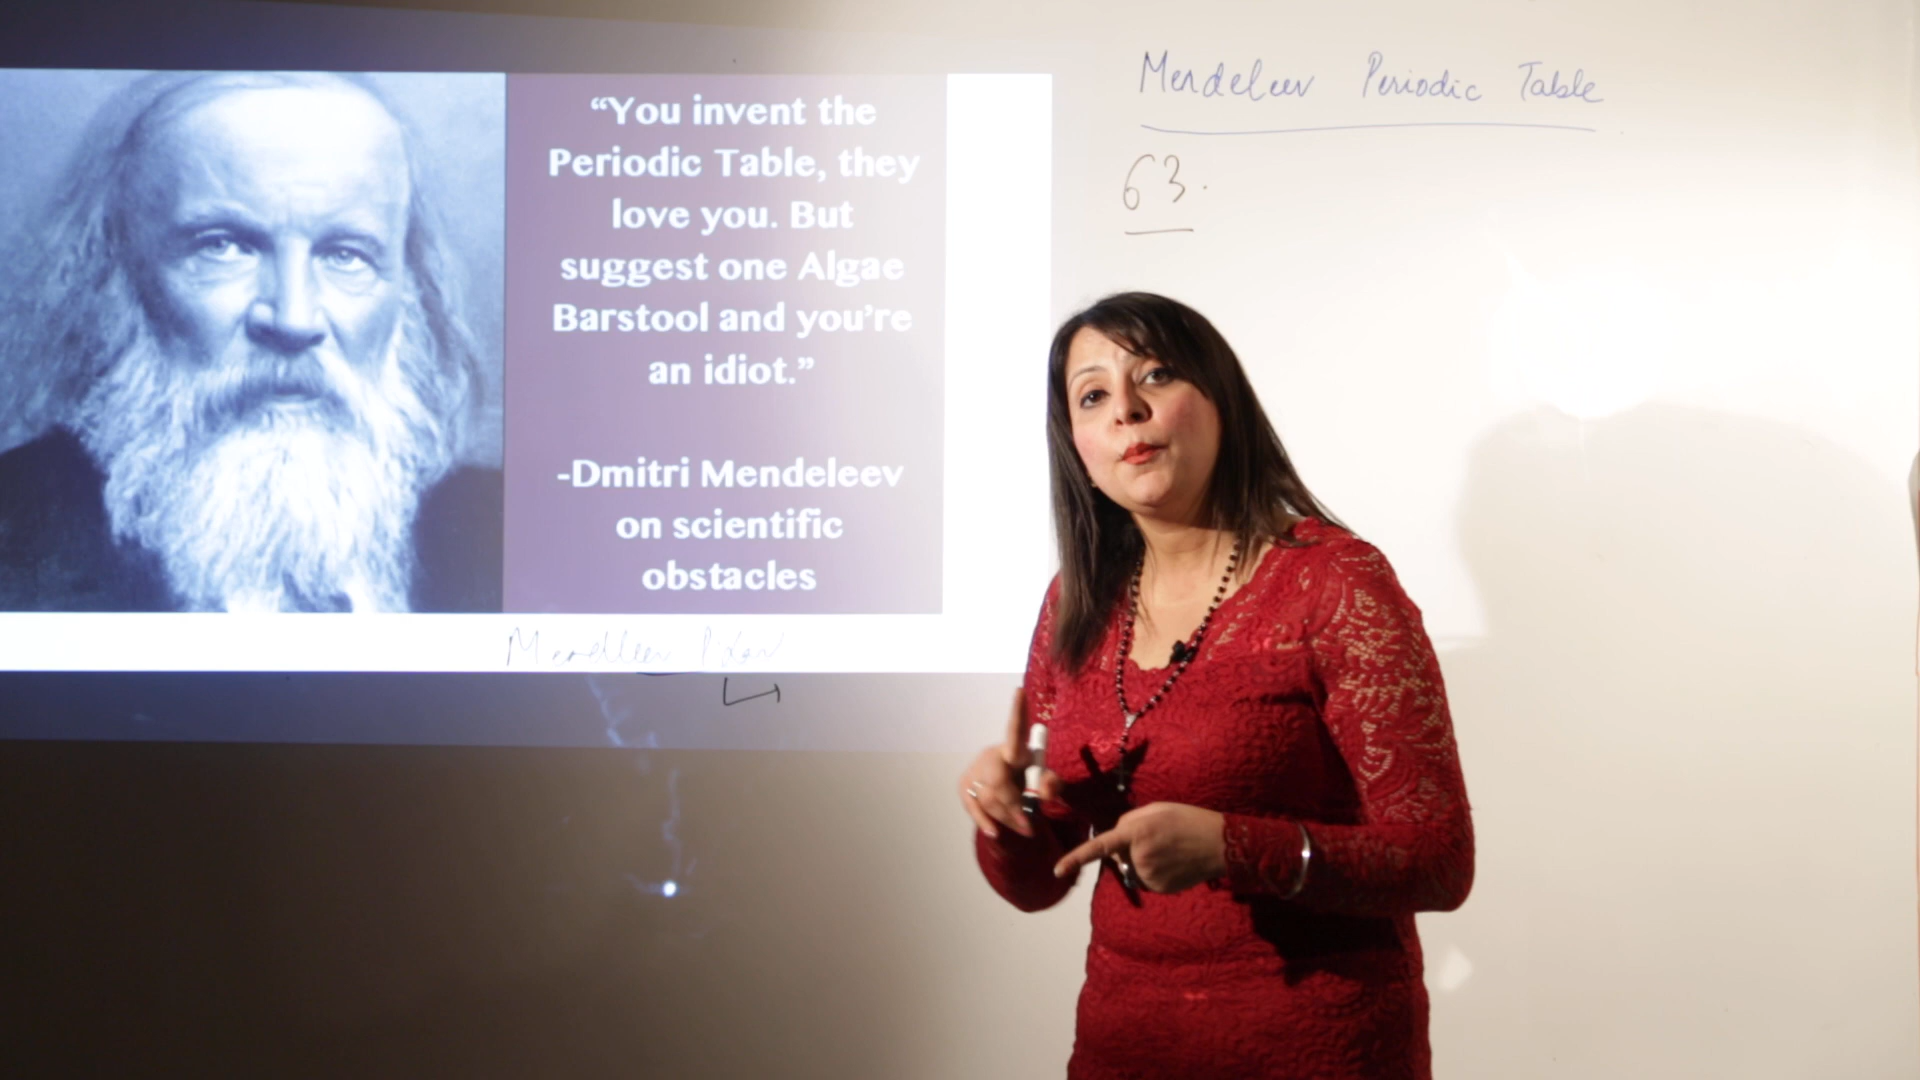 “You invent the
Periodic Table, they
love you. But
suggest one Algae
Barstool and you’re
an idiot.”
-Dmitri Mendeleev
on scientific
obstacles
Mendeleev Periodic Table
63.